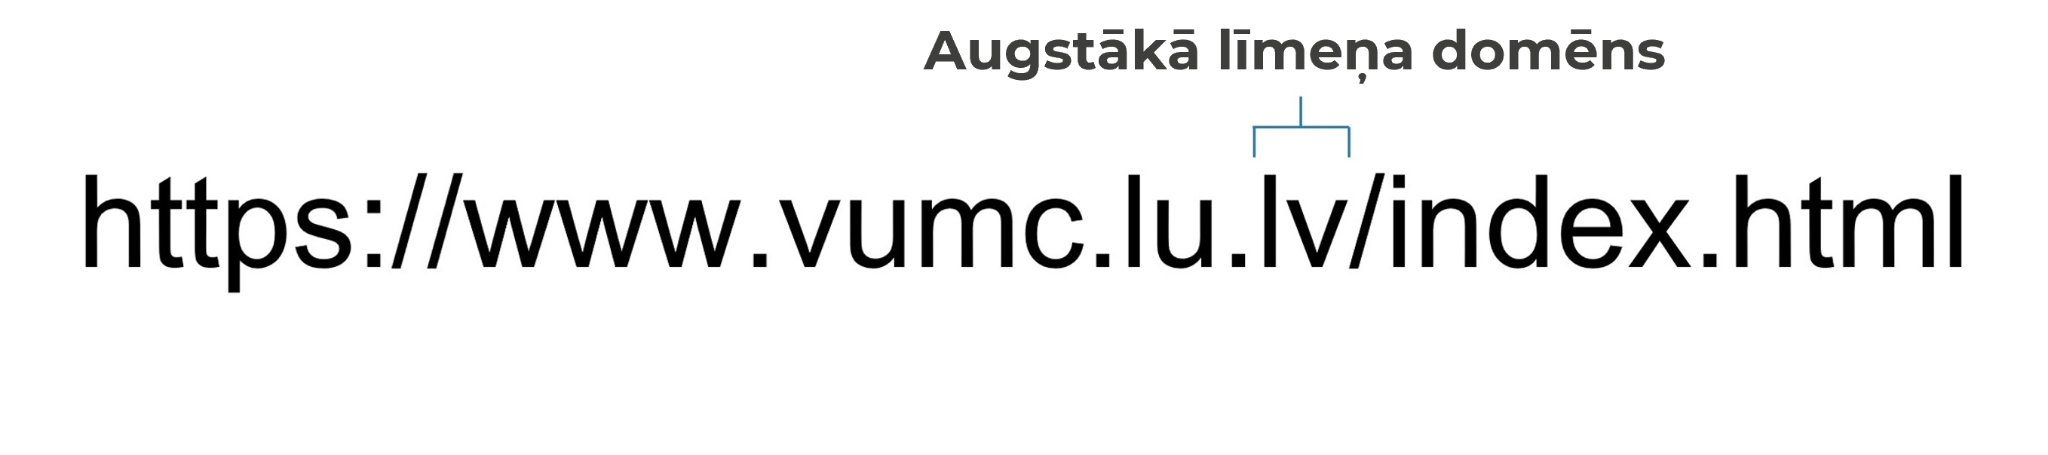 Augstākā līmeņa domēns
https://www.vumc.lu.lv/index.html